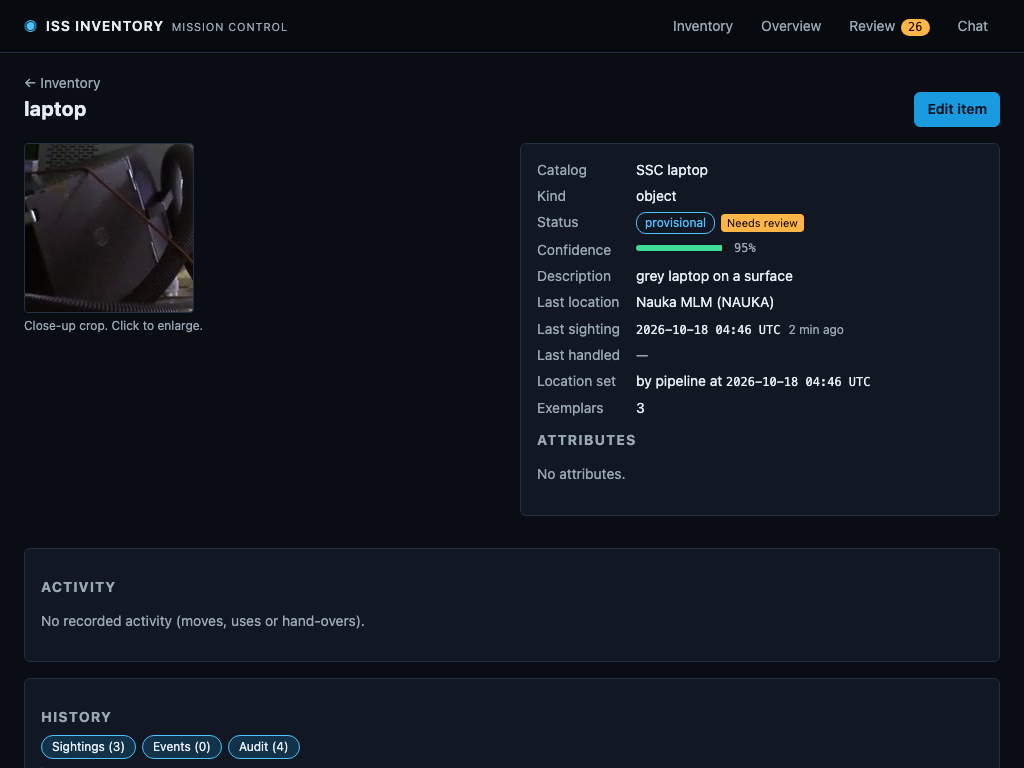 ISS INVENTORY MISSION CONTROL
Inventory Overview Review 26 Chat
← Inventory
laptop
Edit item
Close-up crop. Click to enlarge.
Catalog SSC laptop
Kind object
Status provisional Needs review
Confidence 95%
Description grey laptop on a surface
Last location Nauka MLM (NAUKA)
Last sighting 2026-10-18 04:46 UTC 2 min ago
Last handled —
Location set by pipeline at 2026-10-18 04:46 UTC
Exemplars 3
ATTRIBUTES
No attributes.
ACTIVITY
No recorded activity (moves, uses or hand-overs).
HISTORY
Sightings (3) Events (0) Audit (4)